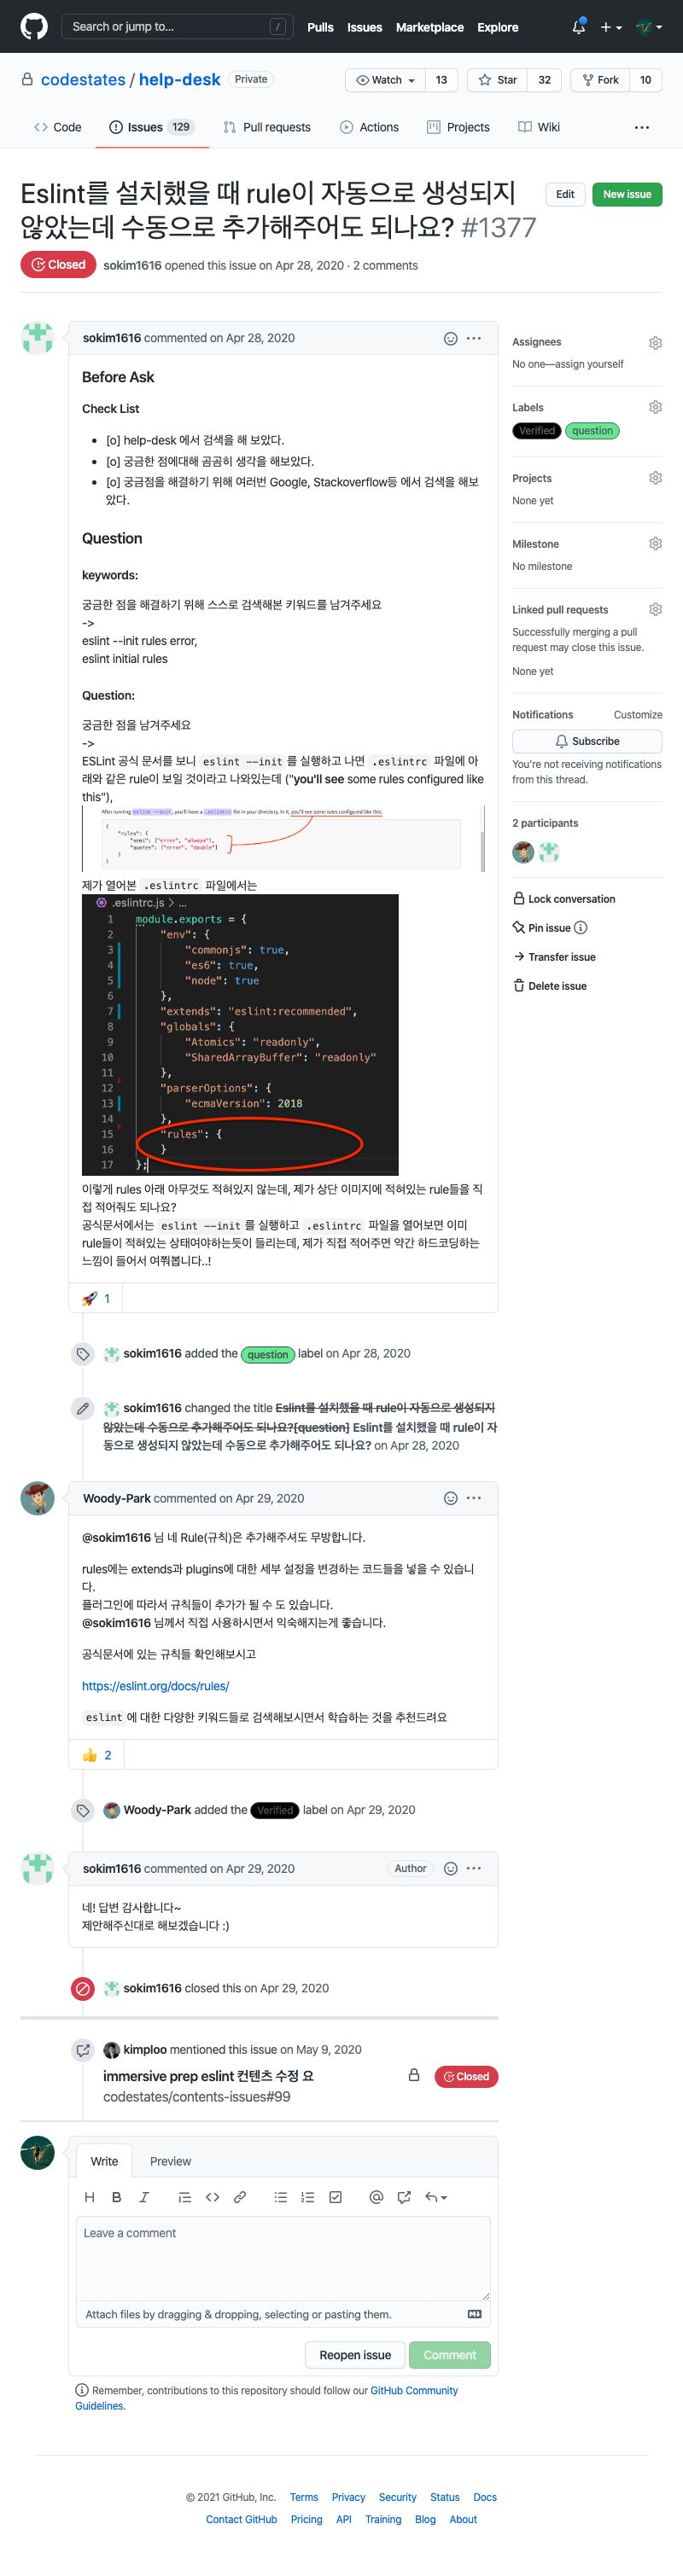 Search or jump to...
/
Pulls Issues Marketplace Explore
codestates / help-desk Private
Watch 13 Star 32 Fork 10
Code Issues 129 Pull requests Actions Projects Wiki ...
Eslint를 설치했을 때 rule이 자동으로 생성되지
않았는데 수동으로 추가해주어도 되나요? #1377
Edit New issue
Closed sokim1616 opened this issue on Apr 28, 2020 · 2 comments
sokim1616 commented on Apr 28, 2020
Before Ask
Check List
[o] help-desk 에서 검색을 해 보았다.
[o] 궁금한 점에대해 곰곰히 생각을 해보았다.
[o] 궁금점을 해결하기 위해 여러번 Google, Stackoverflow등 에서 검색을 해보
았다.
Question
keywords:
궁금한 점을 해결하기 위해 스스로 검색해본 키워드를 남겨주세요
->
eslint --init rules error,
eslint initial rules
Question:
궁금한 점을 남겨주세요
->
ESLint 공식 문서를 보니 eslint --init 를 실행하고 나면 .eslintrc 파일에 아
래와 같은 rule이 보일 것이라고 나와있는데 ("you'll see some rules configured like
this"),
After running eslint --init, you'll have a .eslintrc file in your directory. In it, you'll see some rules configured like this:
{
"rules": {
"semi": ["error", "always"],
"quotes": ["error", "double"]
}
}
제가 열어본 .eslintrc 파일에서는
.eslintrc.js > ...
1 module.exports = {
2 "env": {
3 "commonjs": true,
4 "es6": true,
5 "node": true
6 },
7 "extends": "eslint:recommended",
8 "globals": {
9 "Atomics": "readonly",
10 "SharedArrayBuffer": "readonly"
11 },
12 "parserOptions": {
13 "ecmaVersion": 2018
14 },
15 "rules": {
16 }
17 };
이렇게 rules 아래 아무것도 적혀있지 않는데, 제가 상단 이미지에 적혀있는 rule들을 직
접 적어줘도 되나요?
공식문서에서는 eslint --init 를 실행하고 .eslintrc 파일을 열어보면 이미
rule들이 적혀있는 상태여야하는듯이 들리는데, 제가 직접 적어주면 약간 하드코딩하는
느낌이 들어서 여쭤봅니다..!
🚀 1
sokim1616 added the question label on Apr 28, 2020
sokim1616 changed the title Eslint를 설치했을 때 rule이 자동으로 생성되지
않았는데 수동으로 추가해주어도 되나요?[question] Eslint를 설치했을 때 rule이 자
동으로 생성되지 않았는데 수동으로 추가해주어도 되나요? on Apr 28, 2020
Woody-Park commented on Apr 29, 2020
@sokim1616 님 네 Rule(규칙)은 추가해주셔도 무방합니다.
rules에는 extends과 plugins에 대한 세부 설정을 변경하는 코드들을 넣을 수 있습니
다.
플러그인에 따라서 규칙들이 추가가 될 수 도 있습니다.
@sokim1616 님께서 직접 사용하시면서 익숙해지는게 좋습니다.
공식문서에 있는 규칙들 확인해보시고
https://eslint.org/docs/rules/
eslint 에 대한 다양한 키워드들로 검색해보시면서 학습하는 것을 추천드려요
👍 2
Woody-Park added the Verified label on Apr 29, 2020
sokim1616 commented on Apr 29, 2020 Author
네! 답변 감사합니다~
제안해주신대로 해보겠습니다 :)
sokim1616 closed this on Apr 29, 2020
kimploo mentioned this issue on May 9, 2020
immersive prep eslint 컨텐츠 수정 요 Closed
codestates/contents-issues#99
Write Preview
Leave a comment
Attach files by dragging & dropping, selecting or pasting them.
Reopen issue Comment
Remember, contributions to this repository should follow our GitHub Community
Guidelines.
Assignees
No one—assign yourself
Labels
Verified question
Projects
None yet
Milestone
No milestone
Linked pull requests
Successfully merging a pull
request may close this issue.
None yet
Notifications Customize
Subscribe
You're not receiving notifications
from this thread.
2 participants
Lock conversation
Pin issue
Transfer issue
Delete issue
© 2021 GitHub, Inc. Terms Privacy Security Status Docs
Contact GitHub Pricing API Training Blog About